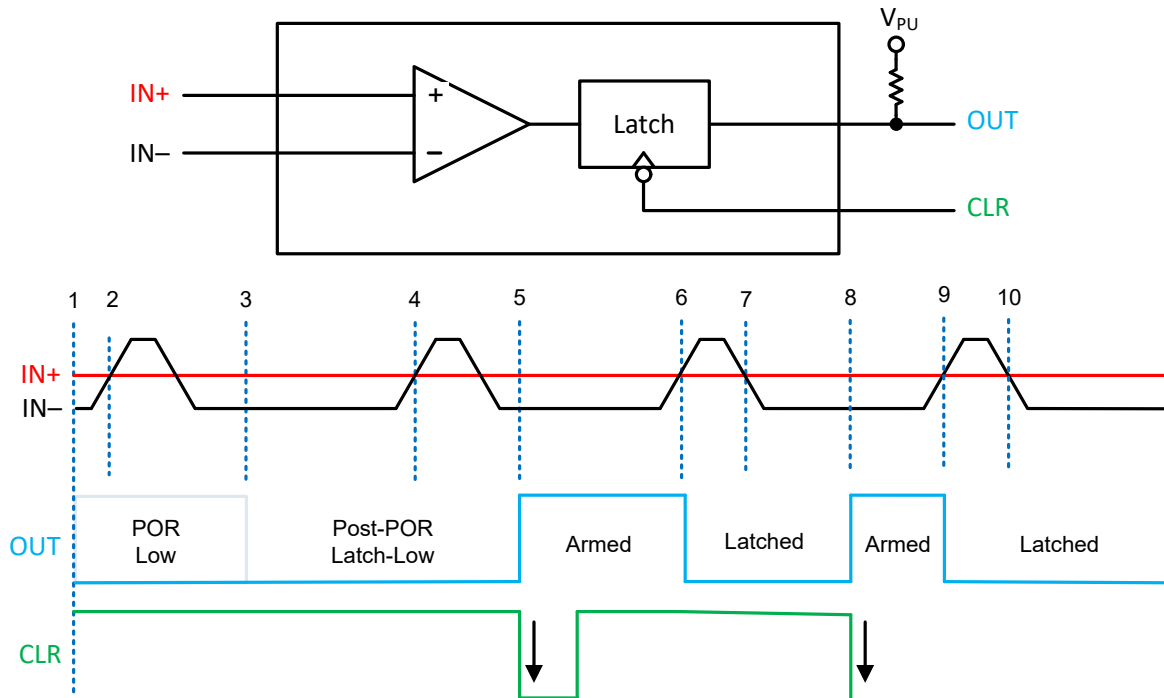 V_PU
IN+
+
Latch
OUT
IN–
−
CLR
1 2 3 4 5 6 7 8 9 10
IN+
IN–
POR
Low
Post-POR
Latch-Low
Armed
Latched
Armed
Latched
OUT
CLR